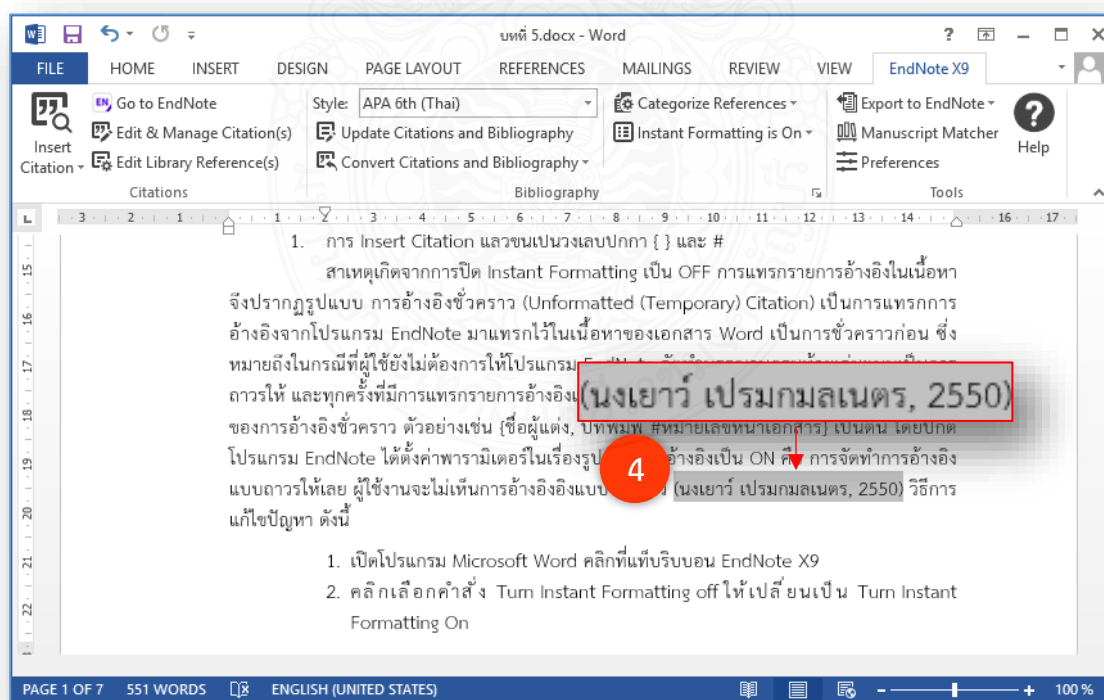 บทที่ 5.docx - Word
FILE HOME INSERT DESIGN PAGE LAYOUT REFERENCES MAILINGS REVIEW VIEW EndNote X9
Insert Citation
Go to EndNote
Edit & Manage Citation(s)
Edit Library Reference(s)
Citations
Style: APA 6th (Thai)
Update Citations and Bibliography
Convert Citations and Bibliography
Categorize References
Instant Formatting is On
Bibliography
Export to EndNote
Manuscript Matcher
Preferences
Tools
Help
3 2 1 1 2 3 4 5 6 7 8 9 10 11 12 13 14 16 17
15 16 17 18 19 20 21 22
1. การ Insert Citation แลวขนเปนวงเลบปกกา { } และ #
สาเหตุเกิดจากการปิด Instant Formatting เป็น OFF การแทรกรายการอ้างอิงในเนื้อหา
จึงปรากฏรูปแบบ การอ้างอิงชั่วคราว (Unformatted (Temporary) Citation) เป็นการแทรกการ
อ้างอิงจากโปรแกรม EndNote มาแทรกไว้ในเนื้อหาของเอกสาร Word เป็นการชั่วคราวก่อน ซึ่ง
หมายถึงในกรณีที่ผู้ใช้ยังไม่ต้องการให้โปรแกรม
ถาวรให้ และทุกครั้งที่มีการแทรกรายการอ้างอิง
(นงเยาว์ เปรมกมลเนตร, 2550)
ของการอ้างอิงชั่วคราว ตัวอย่างเช่น {ชื่อผู้แต่ง, ปีที่พิมพ์ #หมายเลขหน้าเอกสาร} เป็นต้น โดยปกติ
โปรแกรม EndNote ได้ตั้งค่าพารามิเตอร์ในเรื่อง อ้างอิงเป็น ON คือ การจัดทำการอ้างอิง
4
แบบถาวรให้เลย ผู้ใช้งานจะไม่เห็นการอ้างอิงอิงแบบ (นงเยาว์ เปรมกมลเนตร, 2550) วิธีการ
แก้ไขปัญหา ดังนี้
1. เปิดโปรแกรม Microsoft Word คลิกที่แท็บริบบอน EndNote X9
2. คลิกเลือกคำสั่ง Turn Instant Formatting off ให้เปลี่ยนเป็น Turn Instant
Formatting On
PAGE 1 OF 7 551 WORDS ENGLISH (UNITED STATES) 100 %